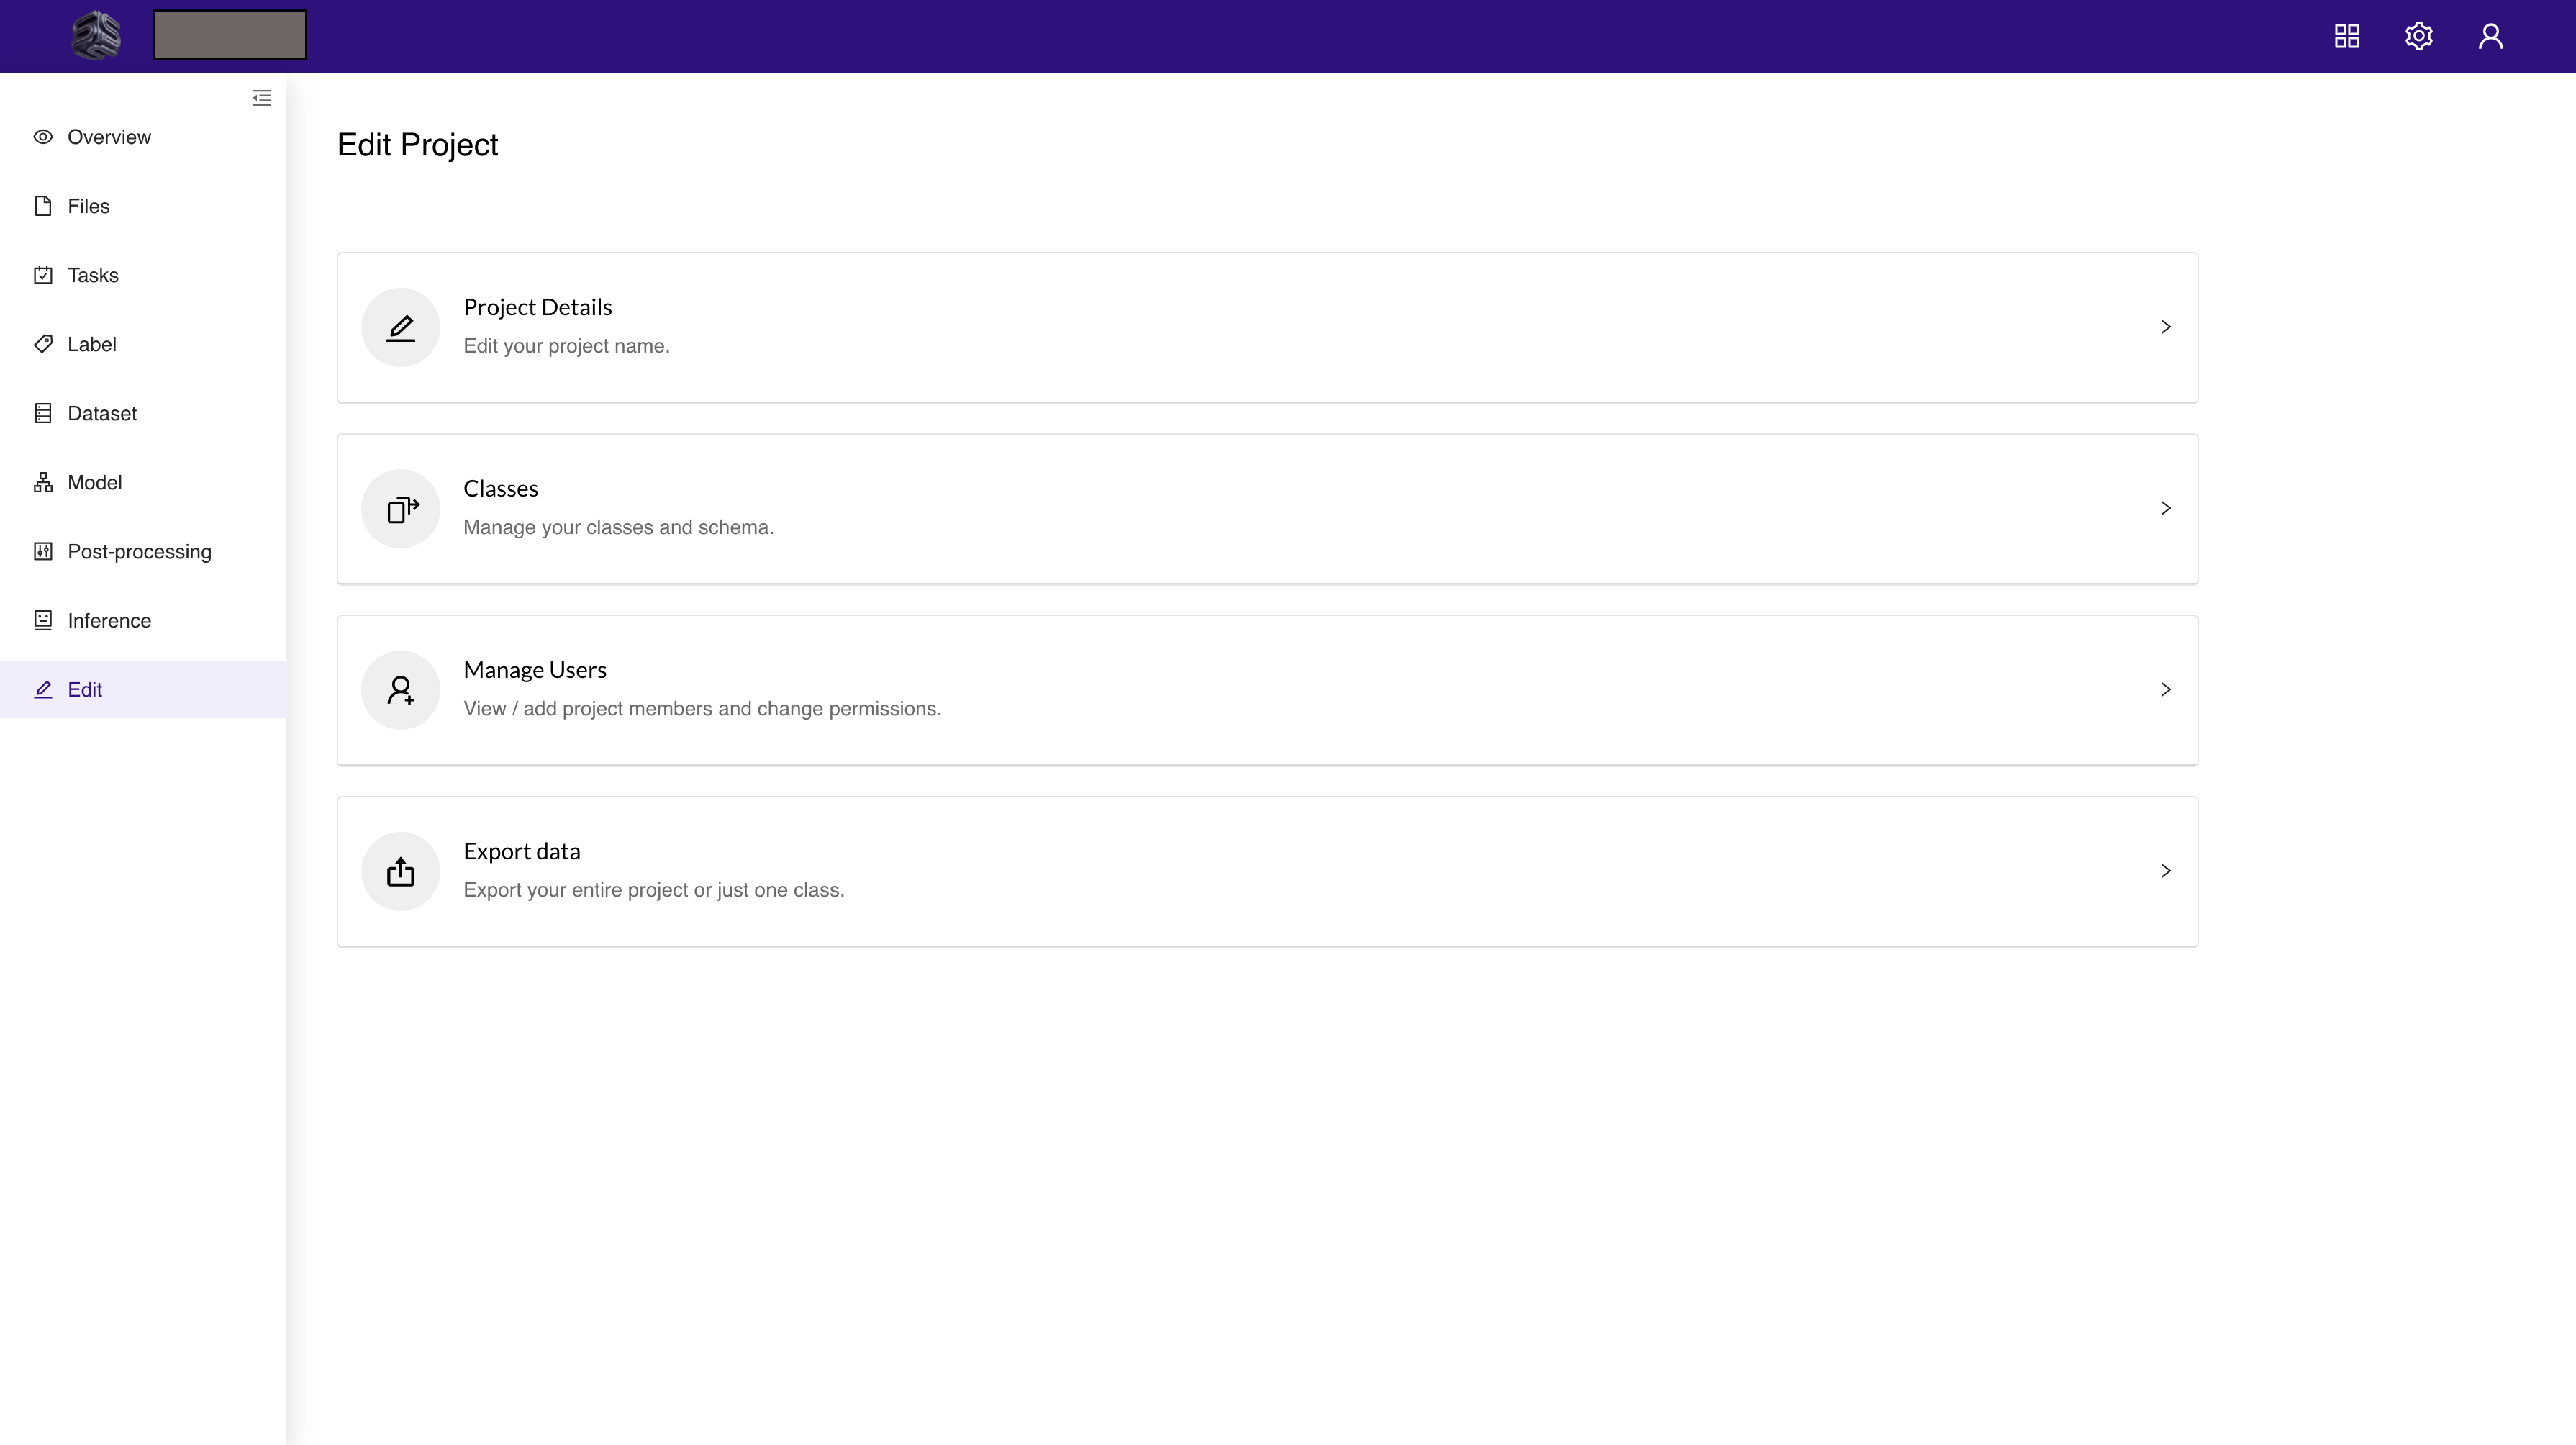 Overview
Files
Tasks
Label
Dataset
Model
Post-processing
Inference
Edit
Edit Project
Project Details
Edit your project name.
Classes
Manage your classes and schema.
Manage Users
View / add project members and change permissions.
Export data
Export your entire project or just one class.